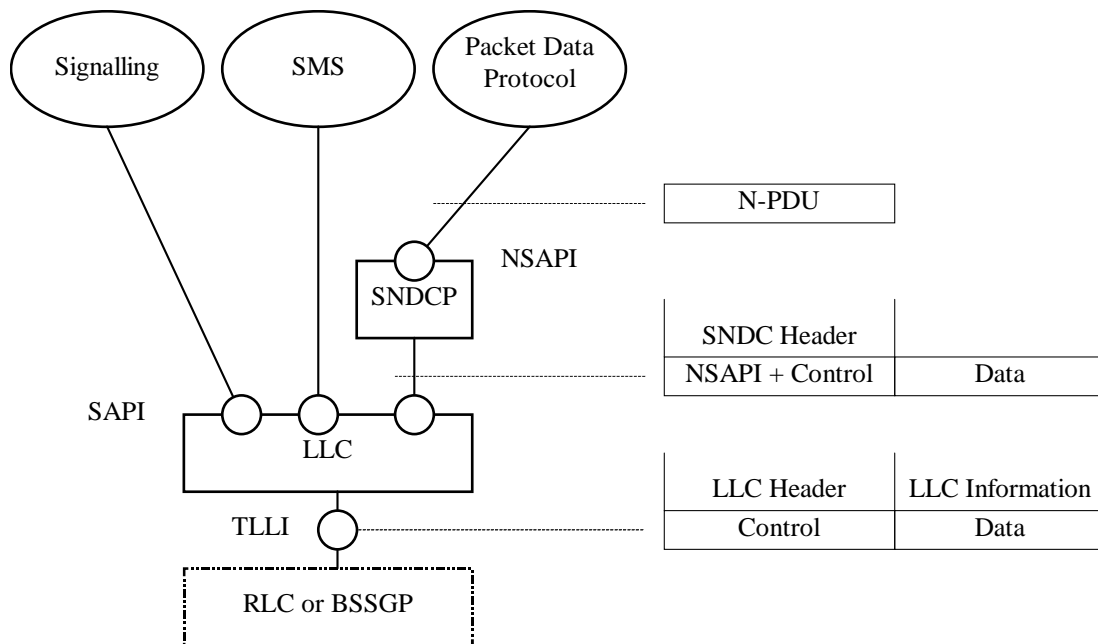 Signalling
SMS
Packet Data
Protocol
N-PDU
NSAPI
SNDCP
SNDC Header
NSAPI + Control
Data
SAPI
LLC
LLC Header
LLC Information
TLLI
Control
Data
RLC or BSSGP